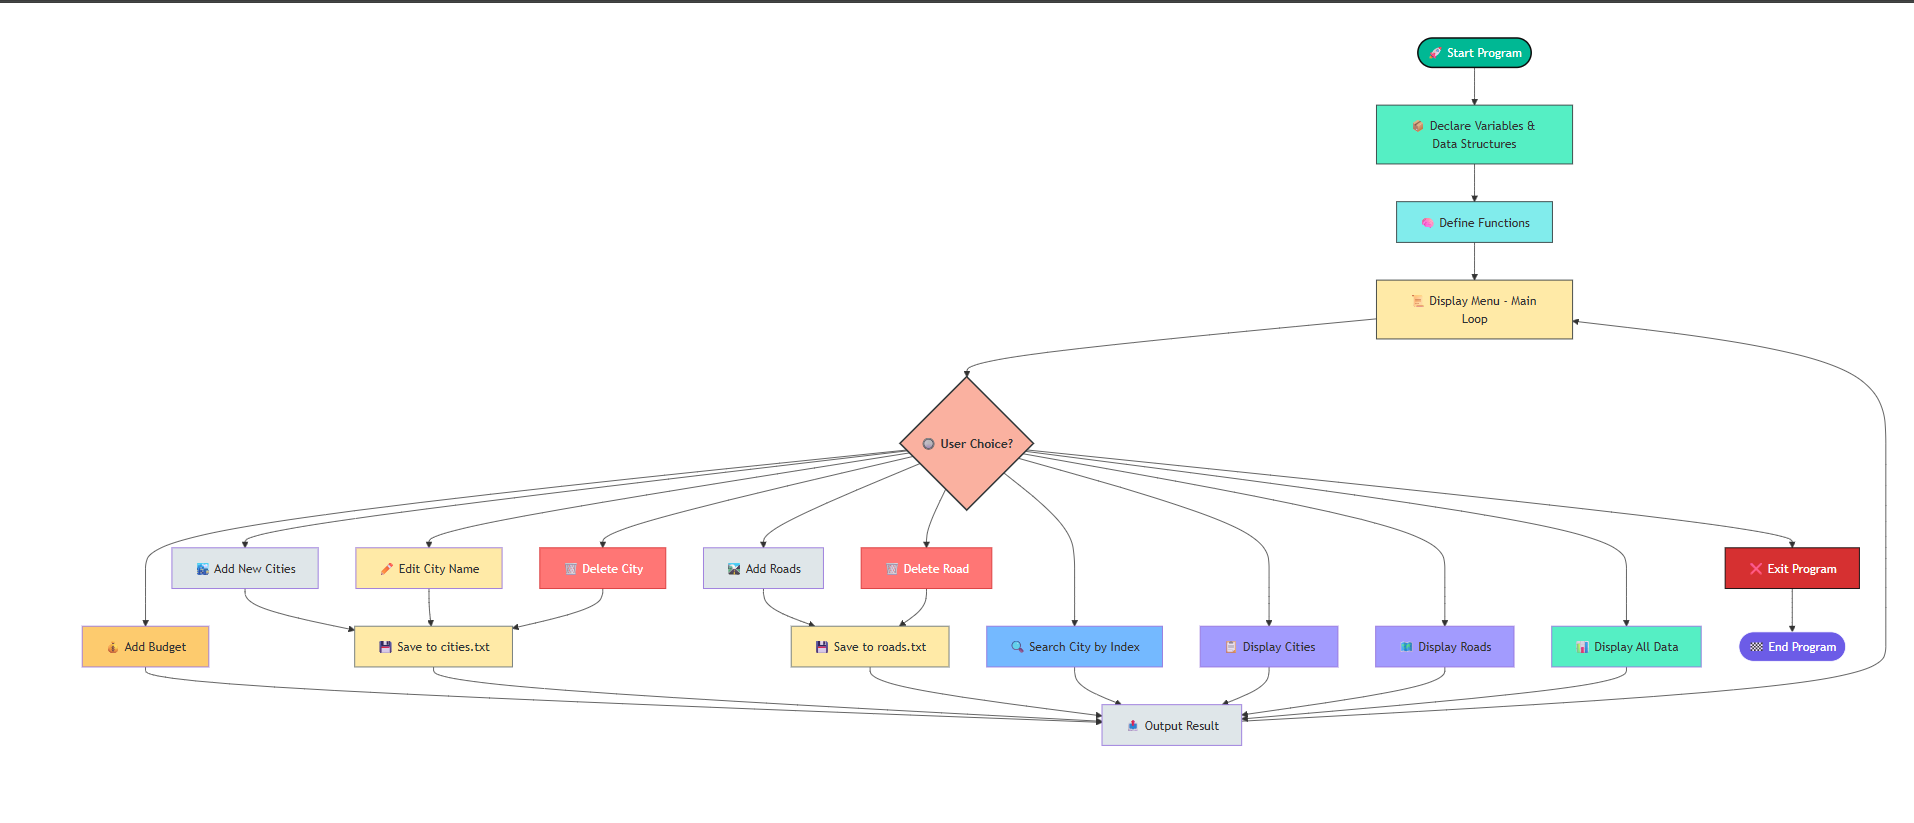 Start Program
Declare Variables &
Data Structures
Define Functions
Display Menu - Main
Loop
User Choice?
Add New Cities
Edit City Name
Delete City
Add Roads
Delete Road
Exit Program
Add Budget
Save to cities.txt
Save to roads.txt
Search City by Index
Display Cities
Display Roads
Display All Data
End Program
Output Result